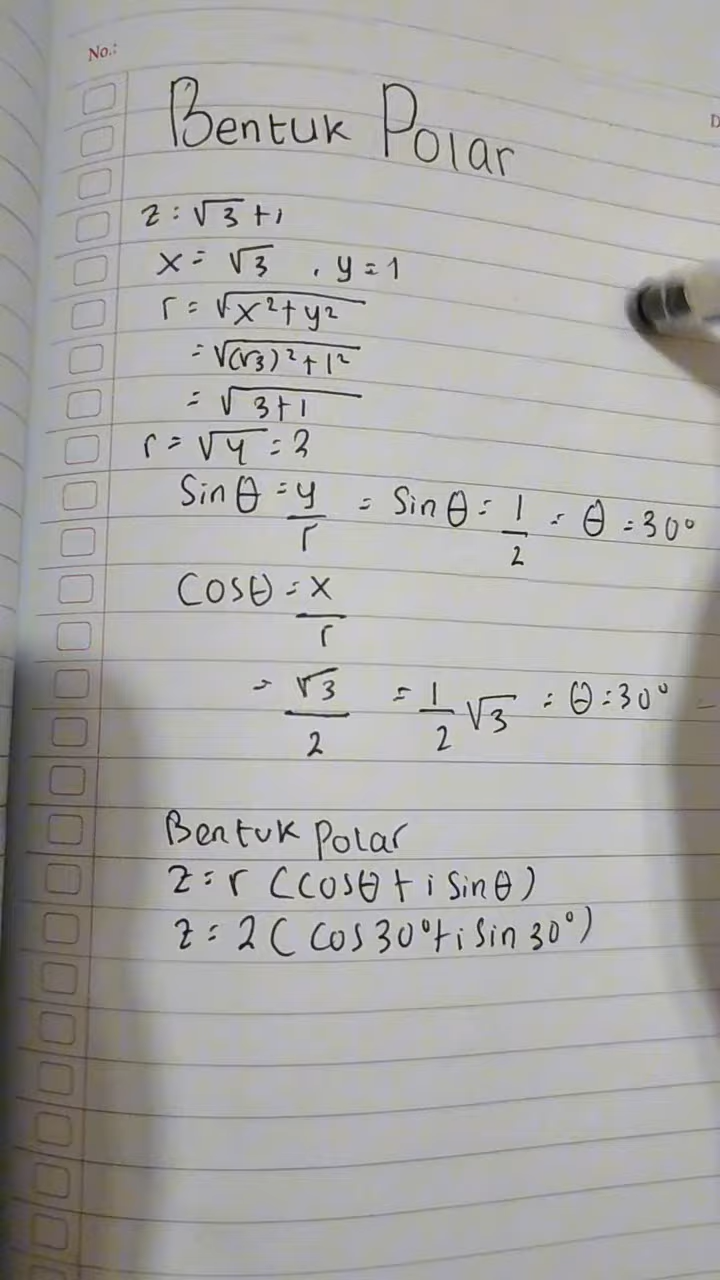 No.:
D
Bentuk Polar
z : √3 + i
x = √3 , y = 1
r = √x² + y²
= √(√3)² + 1²
= √3 + 1
r = √4 = 2
Sin θ = y/r = Sin θ = 1/2 = θ = 30°
Cos θ = x/r
= √3/2 = 1/2 √3 = θ = 30°
Bentuk Polar
z = r (Cos θ + i Sin θ)
z = 2 (Cos 30° + i Sin 30°)